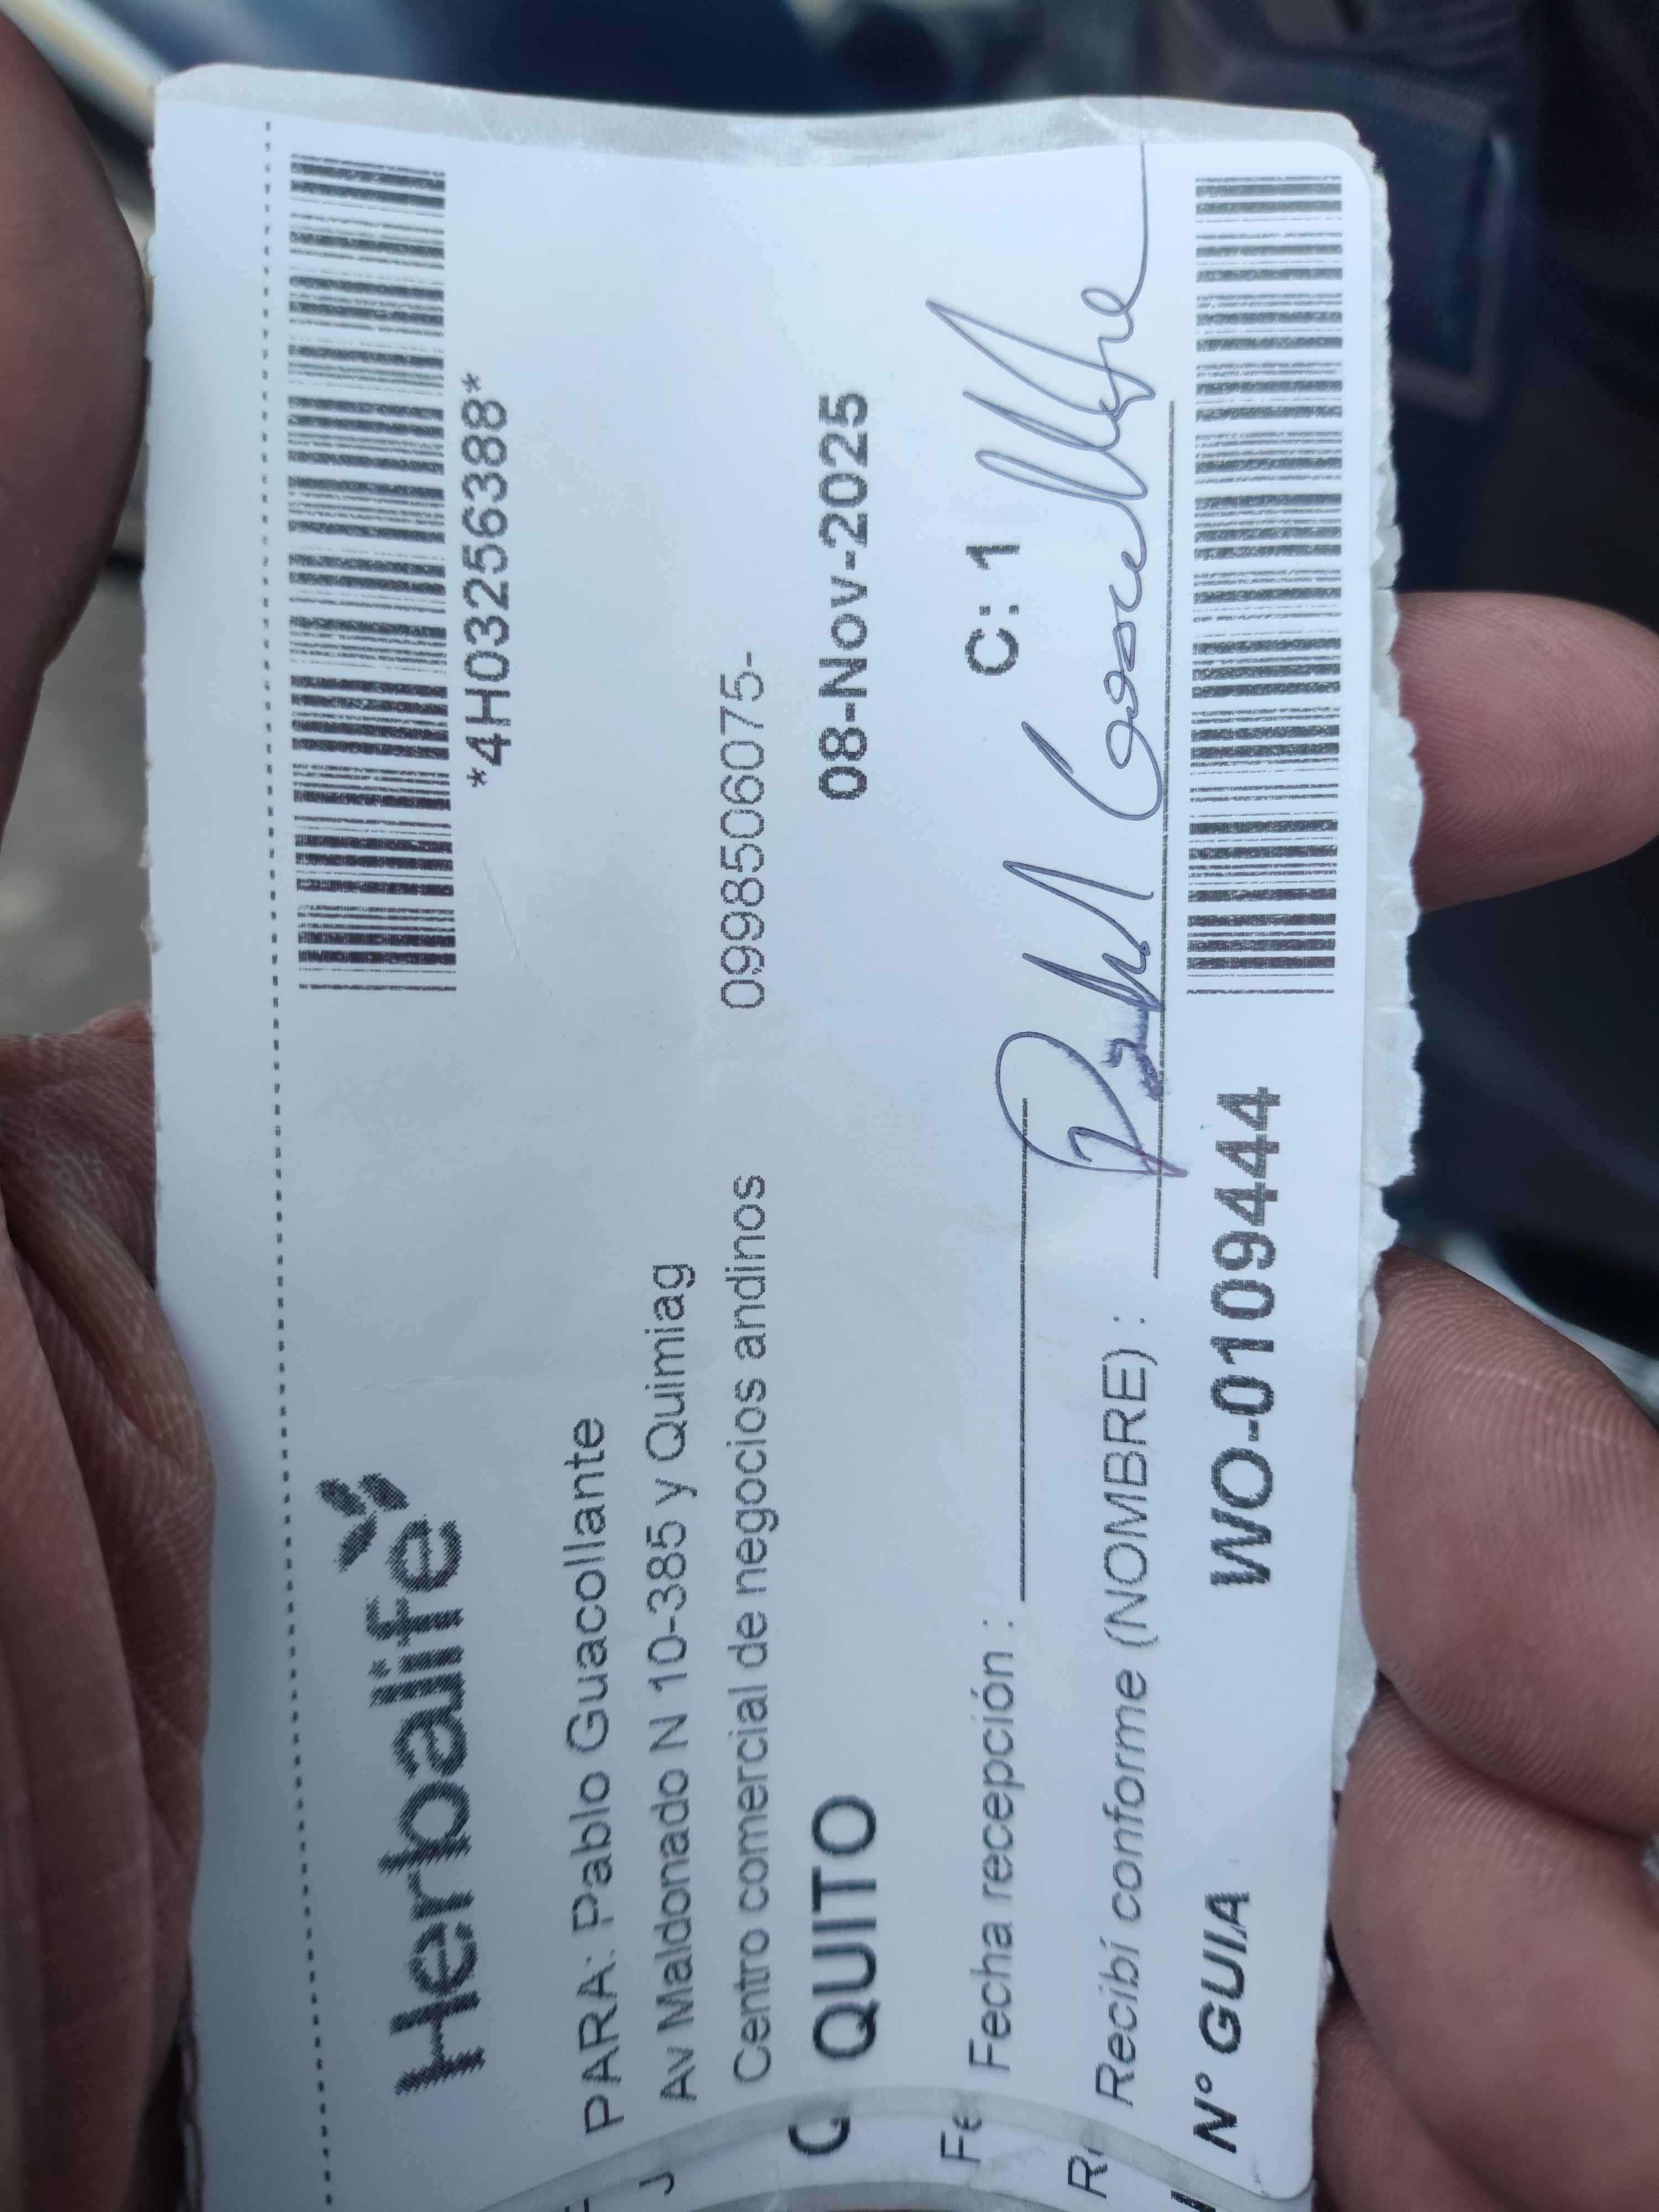 Herbalife
*4H03256388*
PARA: Pablo Guacollante
Av Maldonado N 10-385 y Quimiag
Centro comercial de negocios andinos 0998506075-
QUITO 08-Nov-2025
Fecha recepción : C: 1
Recibí conforme (NOMBRE) :
N° GUIA WO-0109444